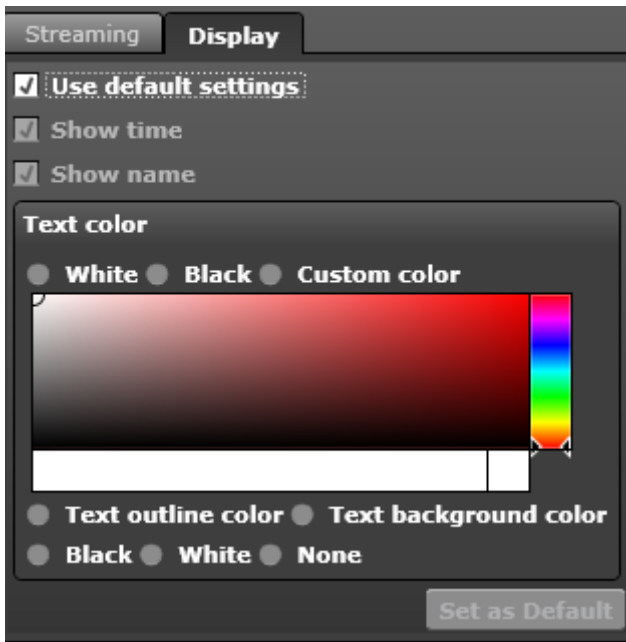 Streaming Display
Use default settings
Show time
Show name
Text color
White Black Custom color
Text outline color Text background color
Black White None
Set as Default